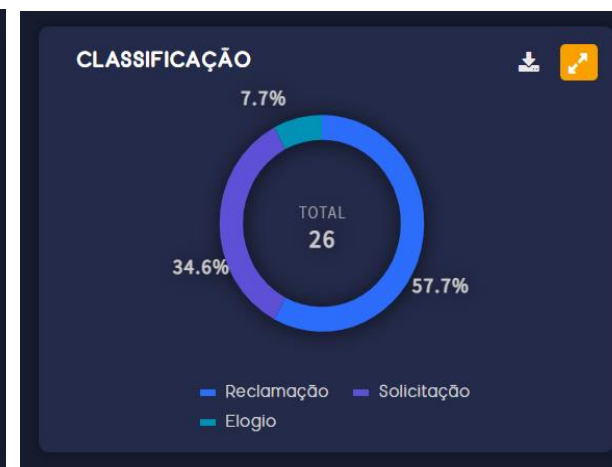 CLASSIFICAÇÃO
7.7%
TOTAL
26
34.6%
57.7%
Reclamação Solicitação
Elogio